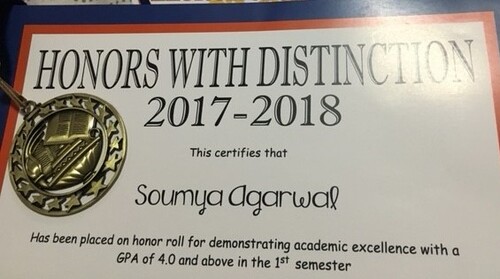 HONORS WITH DISTINCTION
2017-2018
This certifies that
Soumya Agarwal
Has been placed on honor roll for demonstrating academic excellence with a
GPA of 4.0 and above in the 1st semester